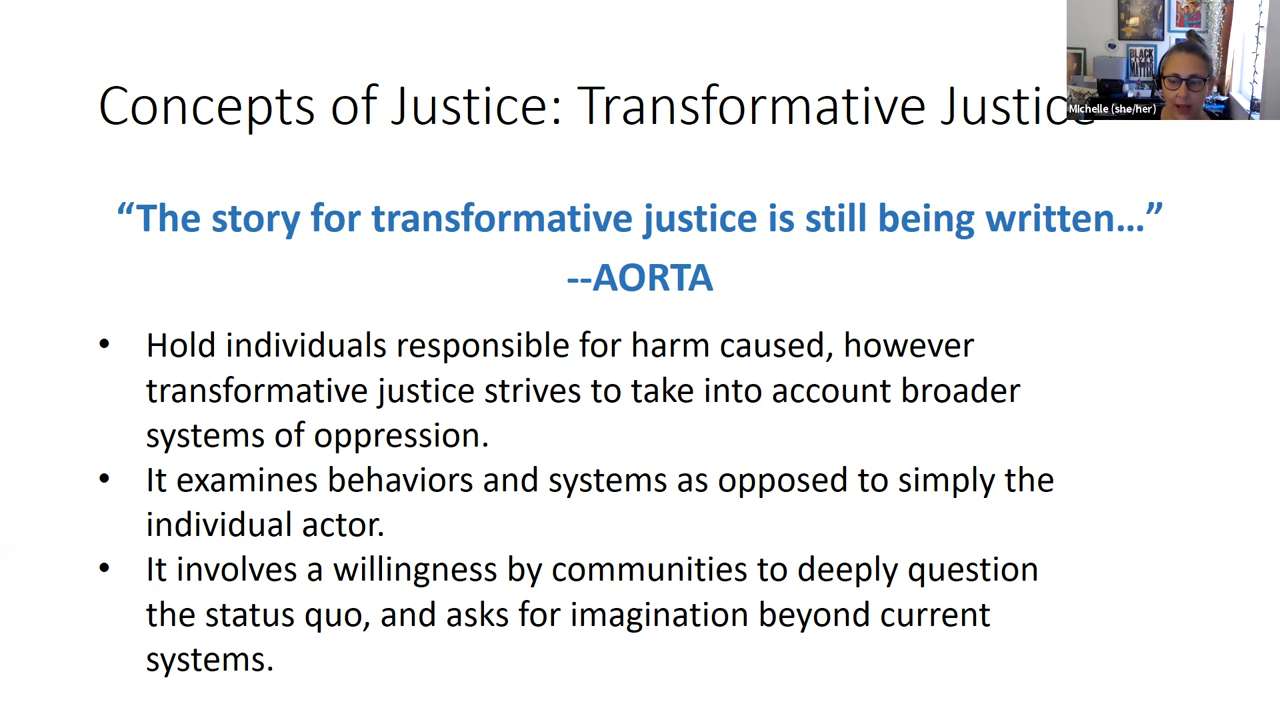 Concepts of Justice: Transformative Justice
Michelle (she/her)
BLACK
“The story for transformative justice is still being written…”
--AORTA
• Hold individuals responsible for harm caused, however
transformative justice strives to take into account broader
systems of oppression.
• It examines behaviors and systems as opposed to simply the
individual actor.
• It involves a willingness by communities to deeply question
the status quo, and asks for imagination beyond current
systems.